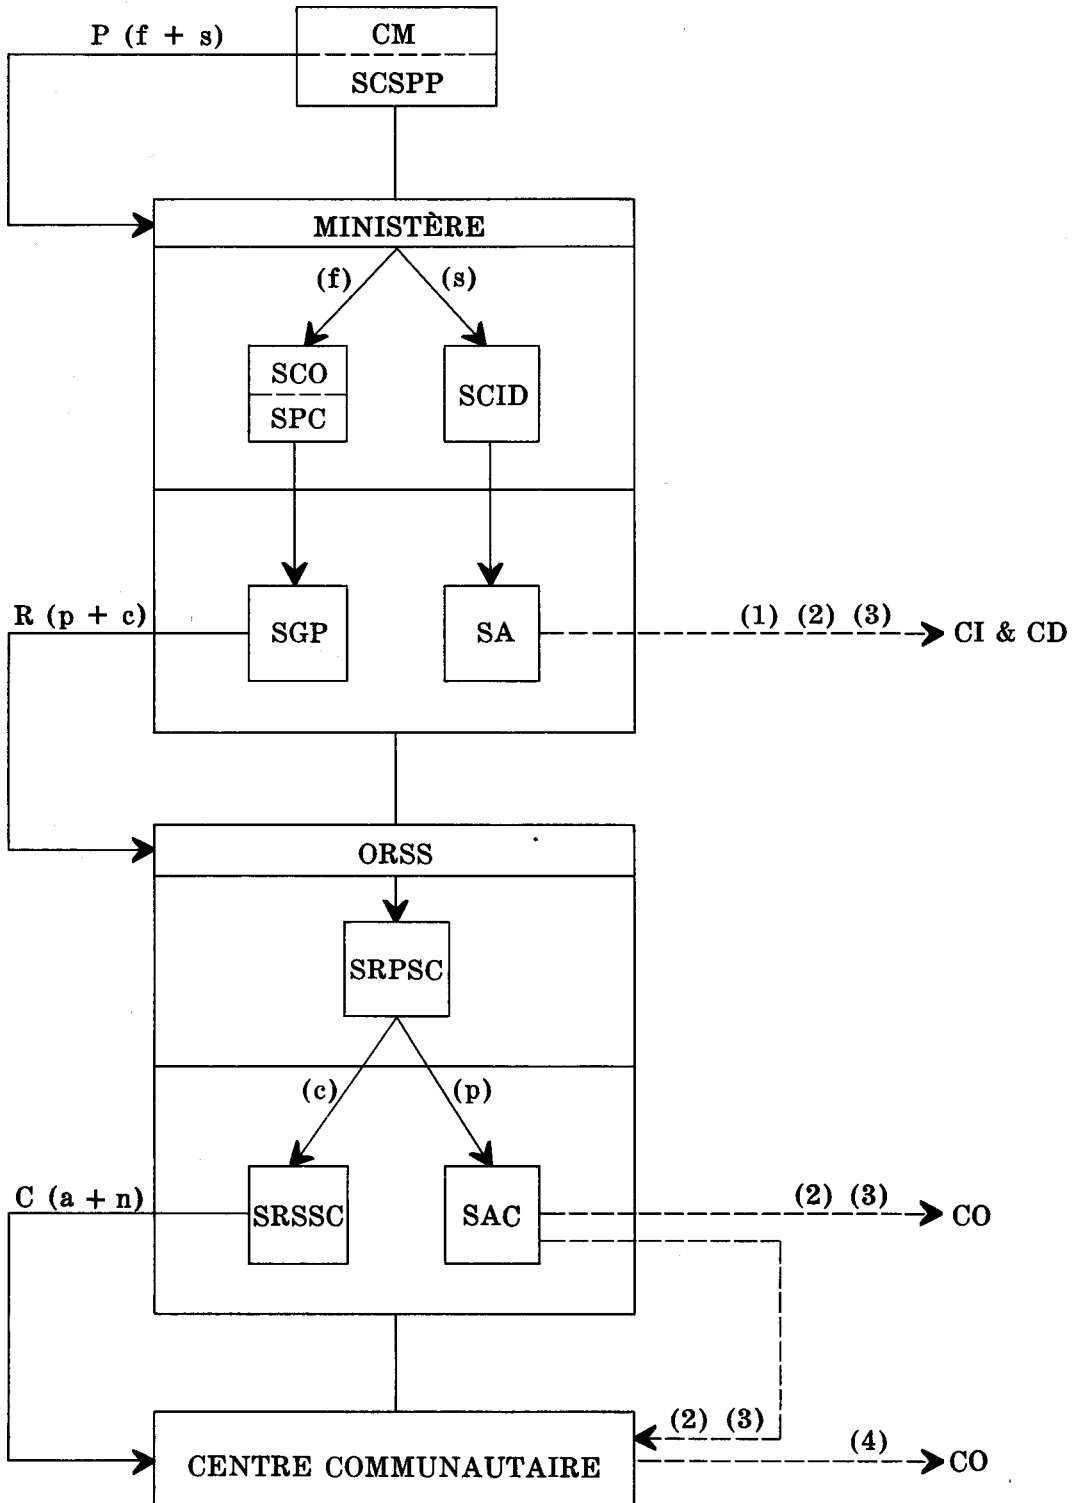 P (f + s)
CM
SCSPP
MINISTÈRE
(f)
(s)
SCO
SPC
SCID
R (p + c)
SGP
SA
(1) (2) (3)
CI & CD
ORSS
SRPSC
(c)
(p)
C (a + n)
SRSSC
SAC
(2) (3)
CO
(2) (3)
CENTRE COMMUNAUTAIRE
(4)
CO